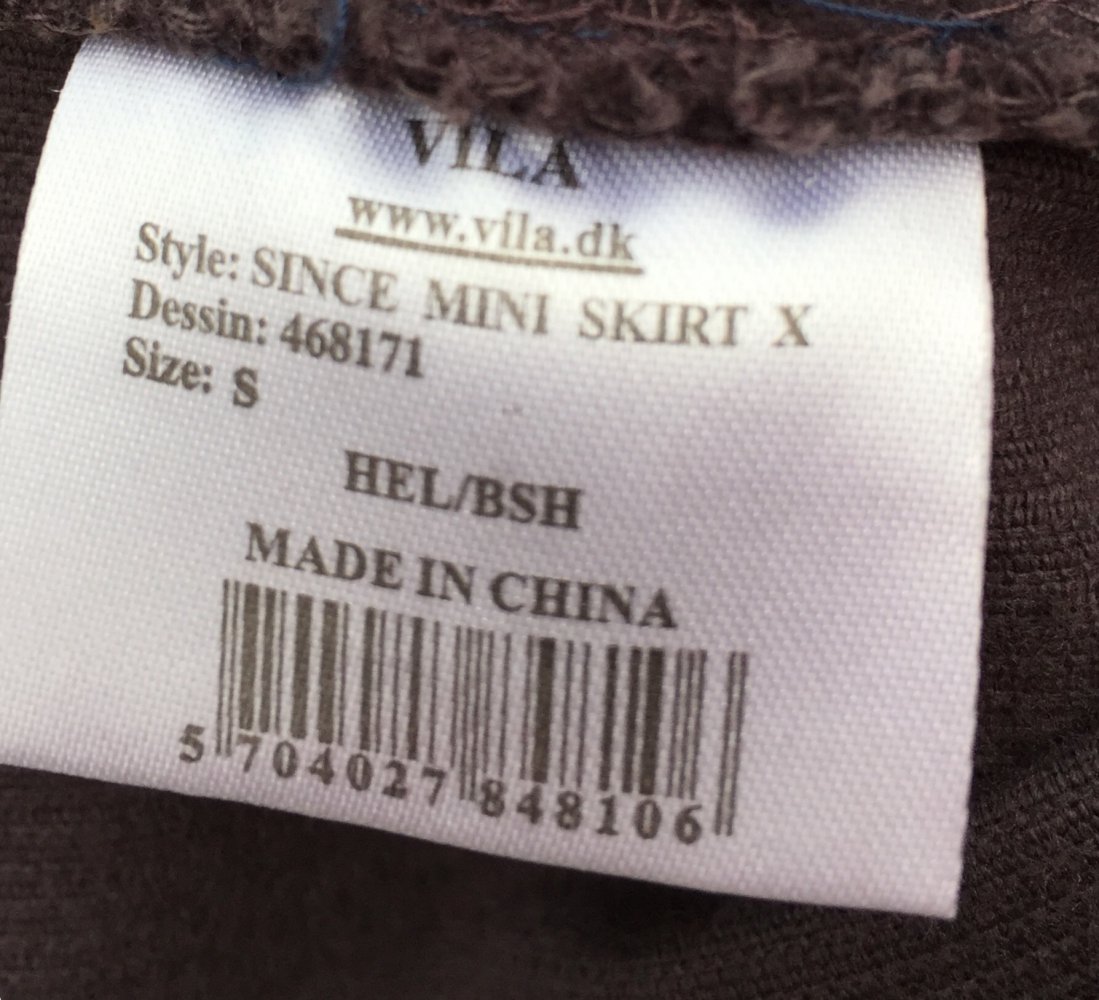 VILA
www.vila.dk
Style: SINCE MINI SKIRT X
Dessin: 468171
Size: S
HEL/BSH
MADE IN CHINA
5 704027 848106